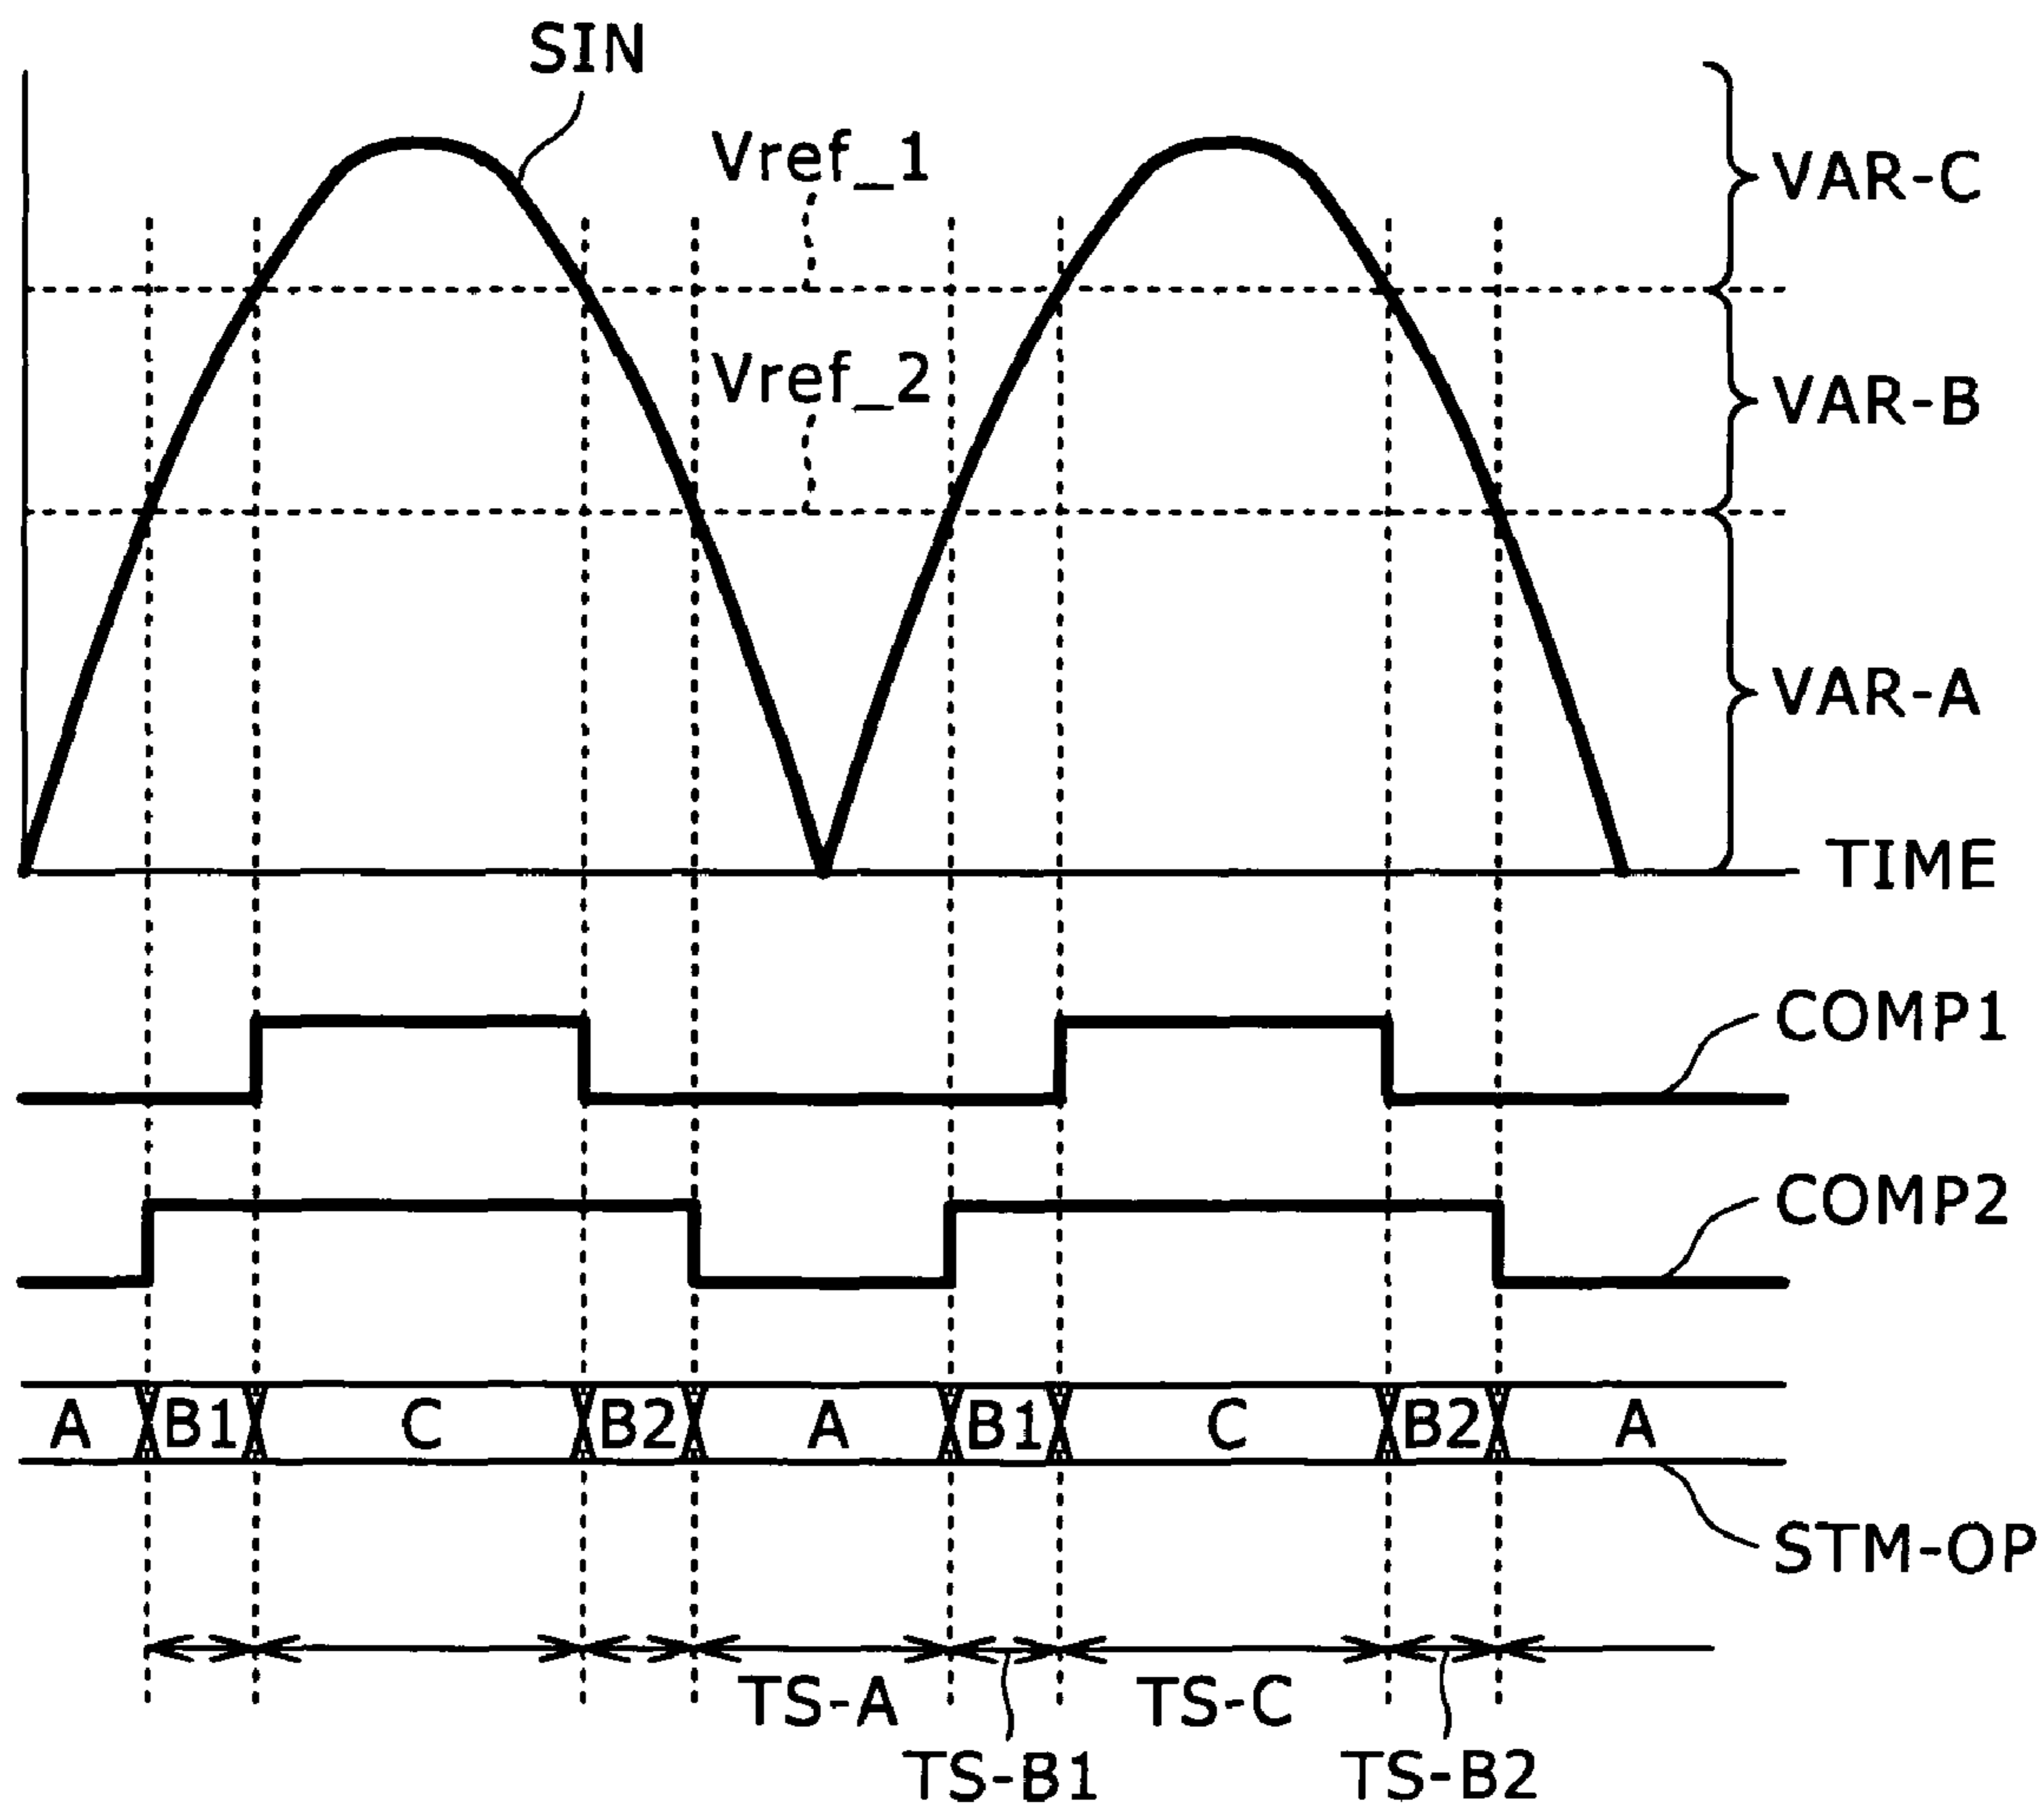 SIN
Vref_1
VAR-C
Vref_2
VAR-B
VAR-A
TIME
COMP1
COMP2
A B1 C B2 A B1 C B2 A
STM-OP
TS-A TS-C
TS-B1 TS-B2